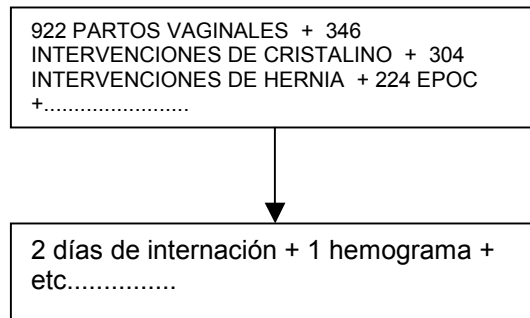 922 PARTOS VAGINALES + 346
INTERVENCIONES DE CRISTALINO + 304
INTERVENCIONES DE HERNIA + 224 EPOC
+........................
2 días de internación + 1 hemograma +
etc...............